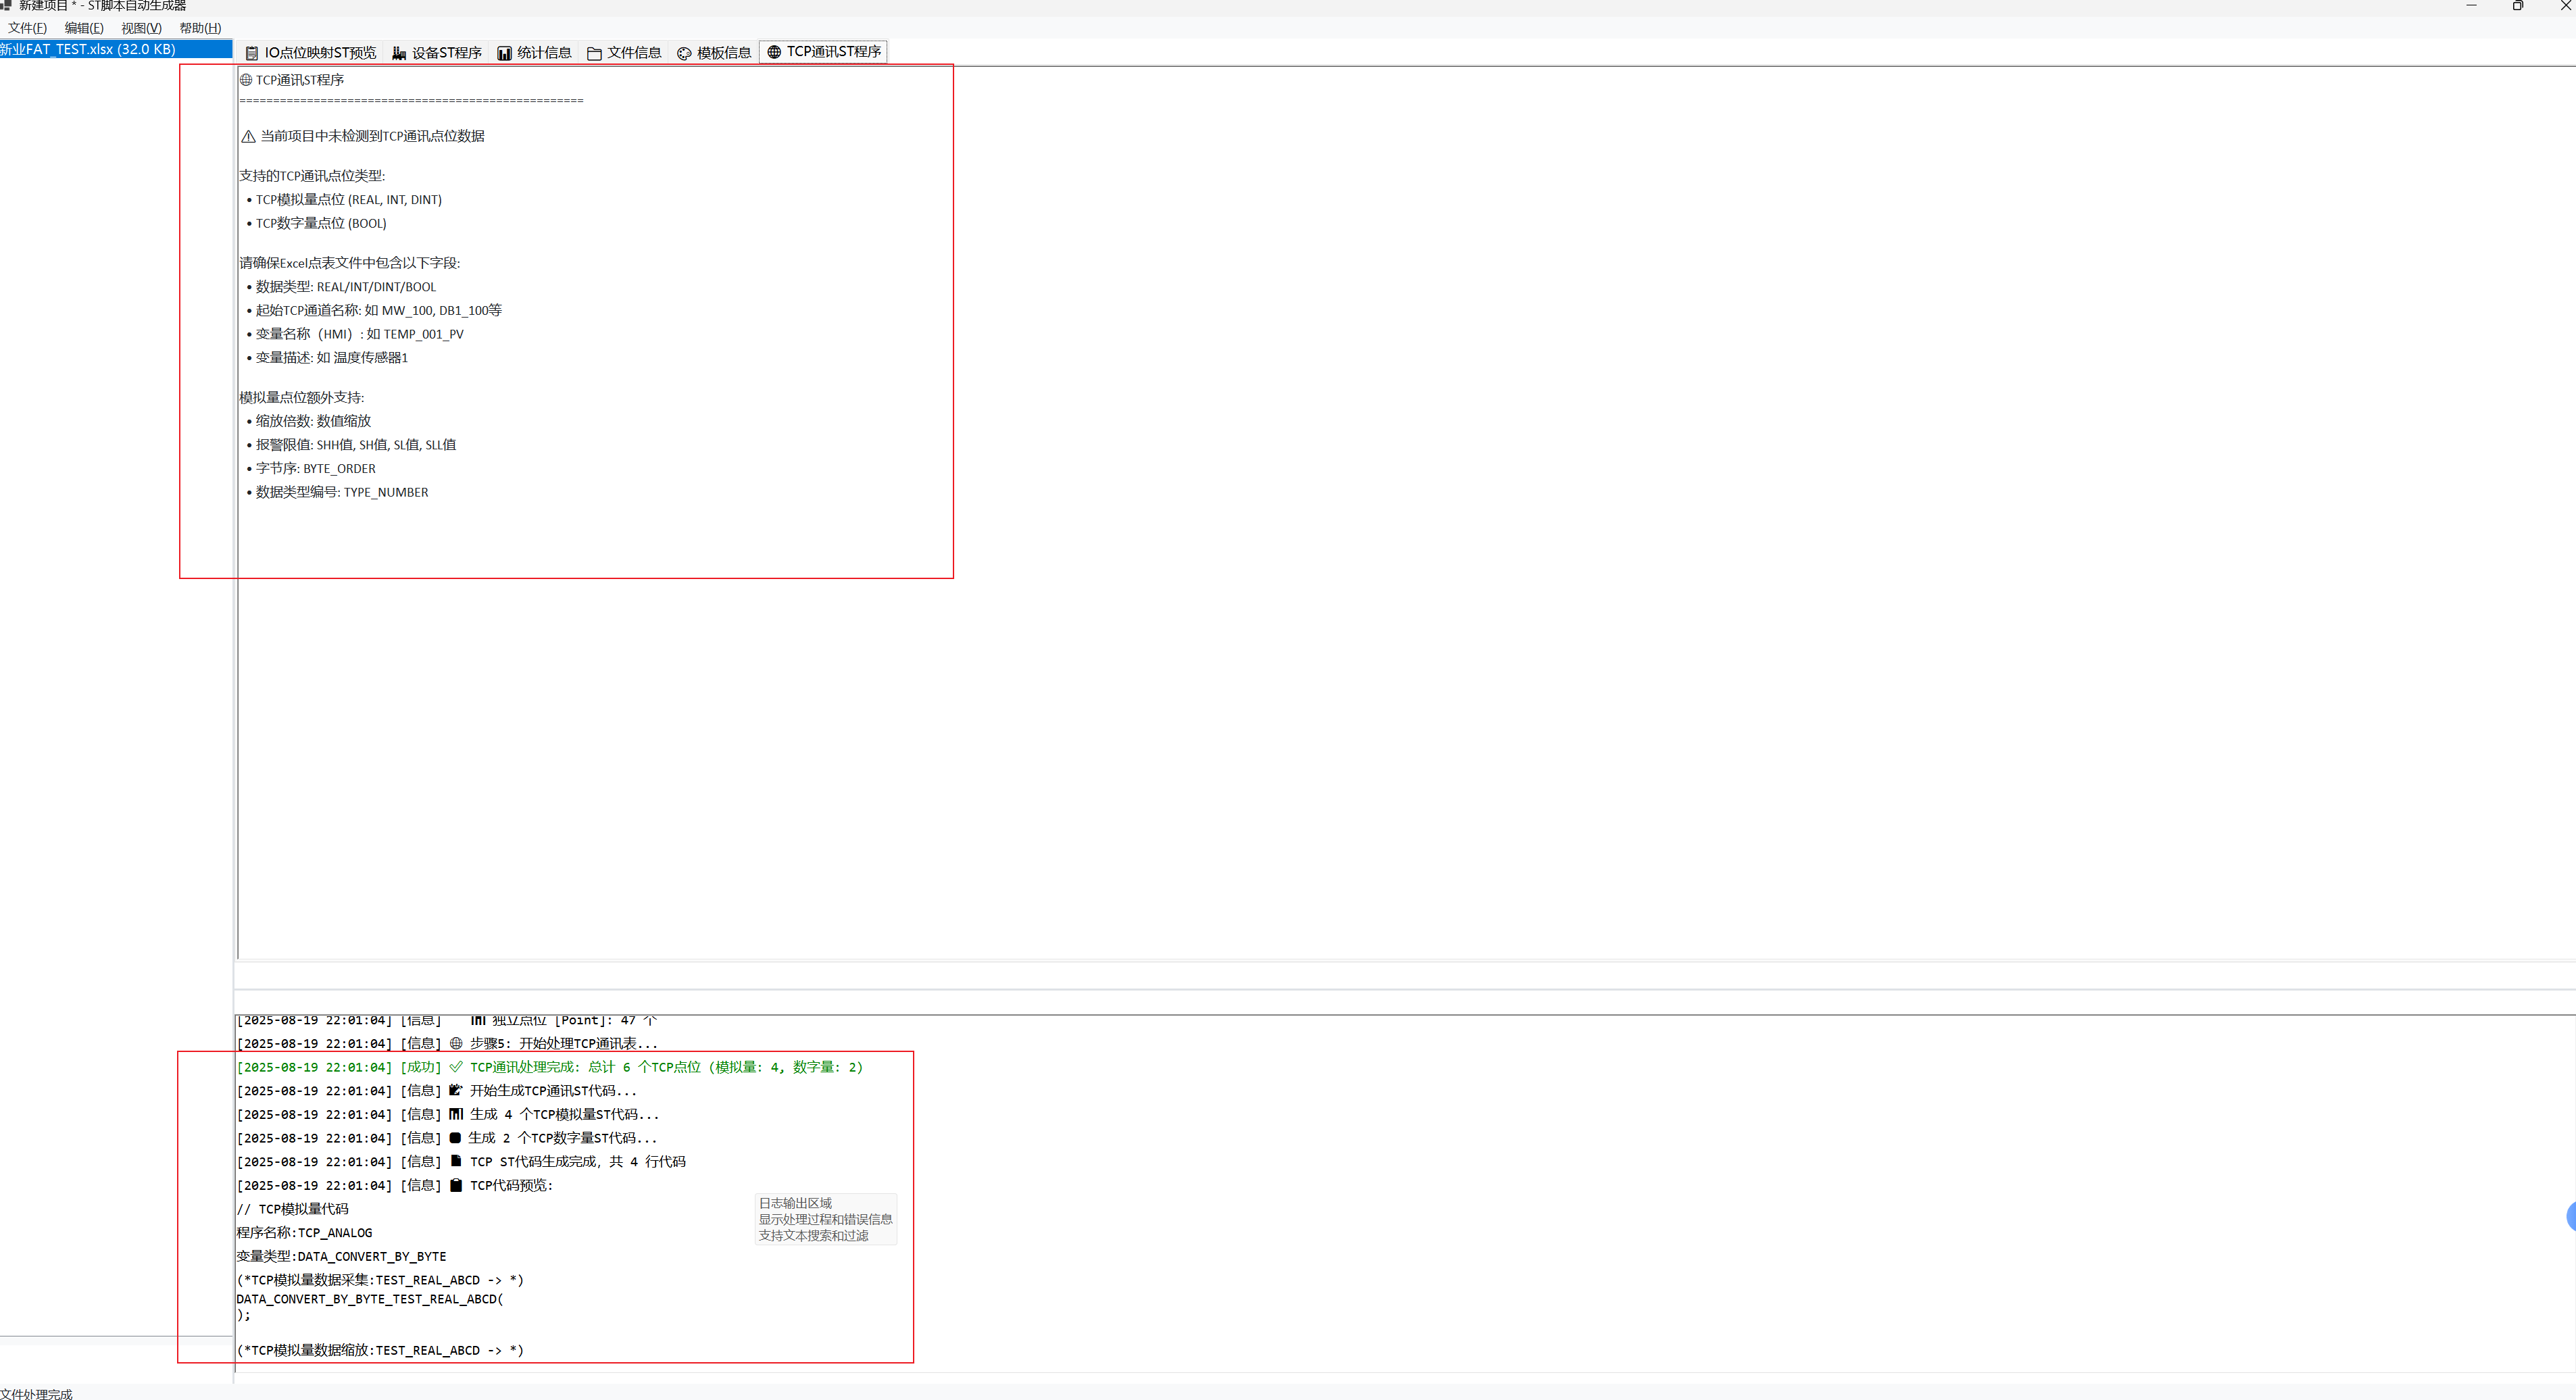 新建项目 * - ST脚本自动生成器
文件(F) 编辑(E) 视图(V) 帮助(H)
新业FAT_TEST.xlsx (32.0 KB)
IO点位映射ST预览 设备ST程序 统计信息 文件信息 模板信息 TCP通讯ST程序
🌐 TCP通讯ST程序
==================================================
⚠ 当前项目中未检测到TCP通讯点位数据
支持的TCP通讯点位类型:
• TCP模拟量点位 (REAL, INT, DINT)
• TCP数字量点位 (BOOL)
请确保Excel点表文件中包含以下字段:
• 数据类型: REAL/INT/DINT/BOOL
• 起始TCP通道名称: 如 MW_100, DB1_100等
• 变量名称（HMI）: 如 TEMP_001_PV
• 变量描述: 如 温度传感器1
模拟量点位额外支持:
• 缩放倍数: 数值缩放
• 报警限值: SHH值, SH值, SL值, SLL值
• 字节序: BYTE_ORDER
• 数据类型编号: TYPE_NUMBER
[2025-08-19 22:01:04] [信息] 📊 独立点位 [Point]: 47 个
[2025-08-19 22:01:04] [信息] 🌐 步骤5: 开始处理TCP通讯表...
[2025-08-19 22:01:04] [成功] ✅ TCP通讯处理完成: 总计 6 个TCP点位 (模拟量: 4, 数字量: 2)
[2025-08-19 22:01:04] [信息] 📝 开始生成TCP通讯ST代码...
[2025-08-19 22:01:04] [信息] 📊 生成 4 个TCP模拟量ST代码...
[2025-08-19 22:01:04] [信息] 生成 2 个TCP数字量ST代码...
[2025-08-19 22:01:04] [信息] 📄 TCP ST代码生成完成, 共 4 行代码
[2025-08-19 22:01:04] [信息] 📋 TCP代码预览:
// TCP模拟量代码
程序名称:TCP_ANALOG
变量类型:DATA_CONVERT_BY_BYTE
(*TCP模拟量数据采集:TEST_REAL_ABCD -> *)
DATA_CONVERT_BY_BYTE_TEST_REAL_ABCD(
);
(*TCP模拟量数据缩放:TEST_REAL_ABCD -> *)
日志输出区域
显示处理过程和错误信息
支持文本搜索和过滤
文件处理完成